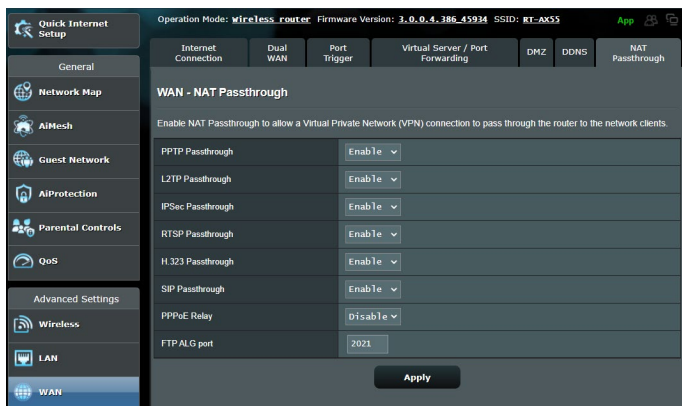 Quick Internet
Setup
Operation Mode: Wireless router Firmware Version: 3.0.0.4.386_45934 SSID: RT-AX55
App
Internet
Connection
Dual
WAN
Port
Trigger
Virtual Server / Port
Forwarding
DMZ
DDNS
NAT
Passthrough
General
Network Map
AiMesh
Guest Network
AiProtection
Parental Controls
QoS
Advanced Settings
Wireless
LAN
WAN
WAN - NAT Passthrough
Enable NAT Passthrough to allow a Virtual Private Network (VPN) connection to pass through the router to the network clients.
PPTP Passthrough Enable
L2TP Passthrough Enable
IPSec Passthrough Enable
RTSP Passthrough Enable
H.323 Passthrough Enable
SIP Passthrough Enable
PPPoE Relay Disable
FTP ALG port 2021
Apply